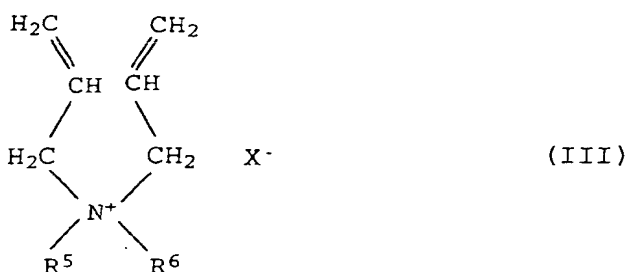 H₂C CH₂
CH CH
H₂C CH₂ X⁻ (III)
N⁺
R⁵ R⁶